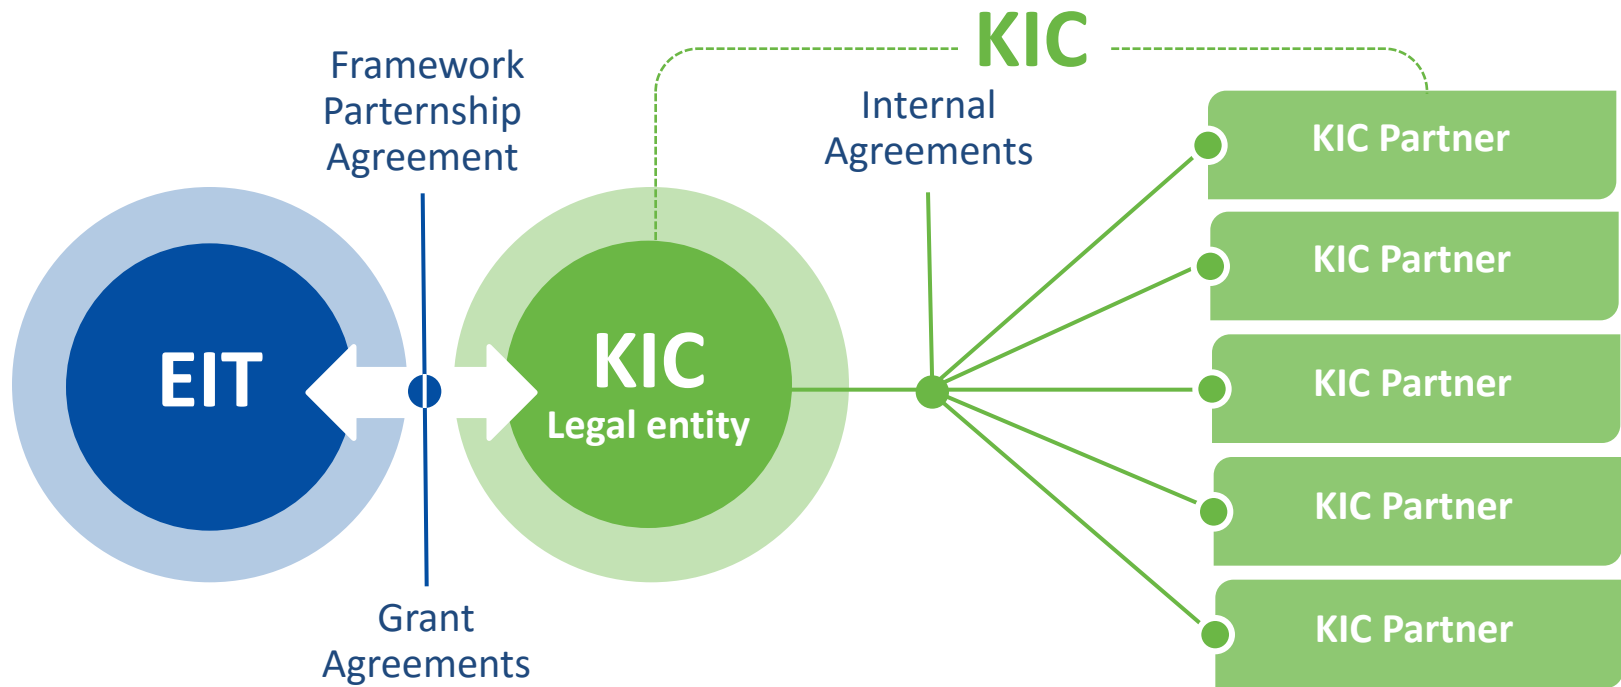 KIC
Framework
Parternship
Agreement
Internal
Agreements
EIT
KIC
Legal entity
Grant
Agreements
KIC Partner
KIC Partner
KIC Partner
KIC Partner
KIC Partner